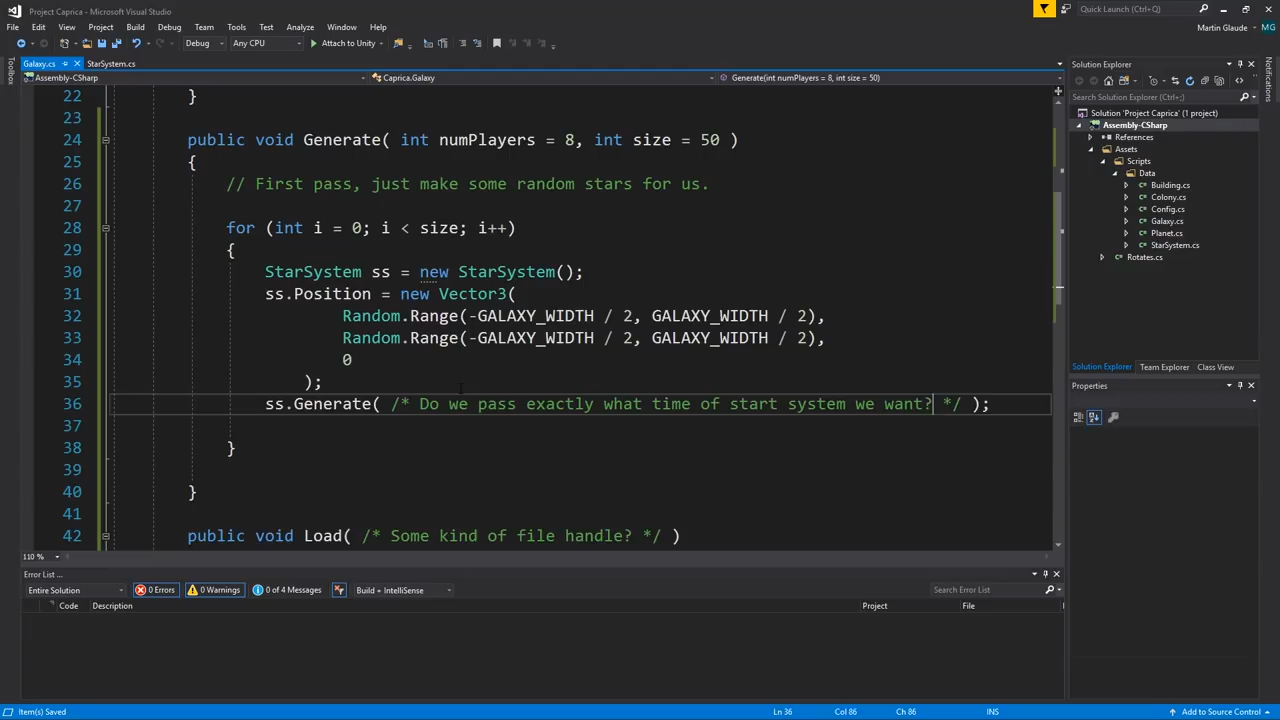 Project Caprica - Microsoft Visual Studio
Quick Launch (Ctrl+Q)
File Edit View Project Build Debug Team Tools Test Analyze Window Help
Martin Glaude MG
Debug Any CPU Attach to Unity
Toolbox
Galaxy.cs StarSystem.cs
Assembly-CSharp Caprica.Galaxy Generate(int numPlayers = 8, int size = 50)
22 }
23
24 public void Generate( int numPlayers = 8, int size = 50 )
25 {
26 // First pass, just make some random stars for us.
27
28 for (int i = 0; i < size; i++)
29 {
30 StarSystem ss = new StarSystem();
31 ss.Position = new Vector3(
32 Random.Range(-GALAXY_WIDTH / 2, GALAXY_WIDTH / 2),
33 Random.Range(-GALAXY_WIDTH / 2, GALAXY_WIDTH / 2),
34 0
35 );
36 ss.Generate( /* Do we pass exactly what time of start system we want? */ );
37
38 }
39
40 }
41
42 public void Load( /* Some kind of file handle? */ )
110 %
Solution Explorer
Search Solution Explorer (Ctrl+;)
Solution 'Project Caprica' (1 project)
Assembly-CSharp
References
Assets
Scripts
Data
Building.cs
Colony.cs
Config.cs
Galaxy.cs
Planet.cs
StarSystem.cs
Rotates.cs
Solution Explorer Team Explorer Class View
Properties
Notifications
Error List ...
Entire Solution 0 Errors 0 Warnings 0 of 4 Messages Build + IntelliSense Search Error List
Code Description Project File
Item(s) Saved Ln 36 Col 86 Ch 86 INS Add to Source Control